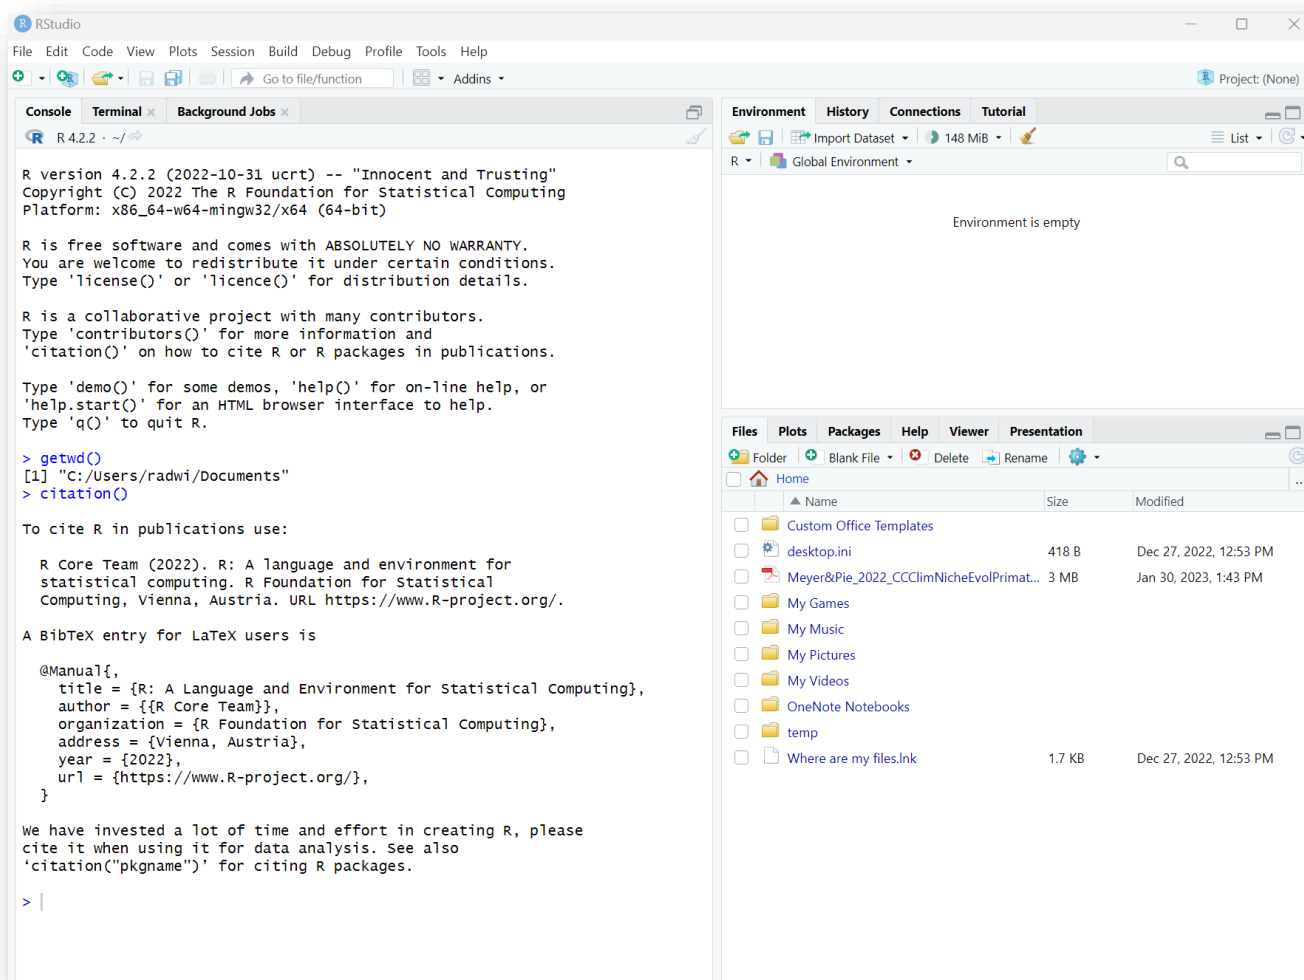 RStudio
File Edit Code View Plots Session Build Debug Profile Tools Help
Go to file/function Addins Project: (None)
Console Terminal Background Jobs
R 4.2.2 · ~/
R version 4.2.2 (2022-10-31 ucrt) -- "Innocent and Trusting"
Copyright (C) 2022 The R Foundation for Statistical Computing
Platform: x86_64-w64-mingw32/x64 (64-bit)
R is free software and comes with ABSOLUTELY NO WARRANTY.
You are welcome to redistribute it under certain conditions.
Type 'license()' or 'licence()' for distribution details.
R is a collaborative project with many contributors.
Type 'contributors()' for more information and
'citation()' on how to cite R or R packages in publications.
Type 'demo()' for some demos, 'help()' for on-line help, or
'help.start()' for an HTML browser interface to help.
Type 'q()' to quit R.
> getwd()
[1] "C:/Users/radwi/Documents"
> citation()
To cite R in publications use:
R Core Team (2022). R: A language and environment for
statistical computing. R Foundation for Statistical
Computing, Vienna, Austria. URL https://www.R-project.org/.
A BibTeX entry for LaTeX users is
@Manual{,
title = {R: A Language and Environment for Statistical Computing},
author = {{R Core Team}},
organization = {R Foundation for Statistical Computing},
address = {Vienna, Austria},
year = {2022},
url = {https://www.R-project.org/},
}
We have invested a lot of time and effort in creating R, please
cite it when using it for data analysis. See also
‘citation("pkgname")’ for citing R packages.
>
Environment History Connections Tutorial
Import Dataset 148 MiB List
R Global Environment
Environment is empty
Files Plots Packages Help Viewer Presentation
Folder Blank File Delete Rename
Home ..
Name Size Modified
Custom Office Templates
desktop.ini 418 B Dec 27, 2022, 12:53 PM
Meyer&Pie_2022_CCClimNicheEvolPrimat... 3 MB Jan 30, 2023, 1:43 PM
My Games
My Music
My Pictures
My Videos
OneNote Notebooks
temp
Where are my files.lnk 1.7 KB Dec 27, 2022, 12:53 PM